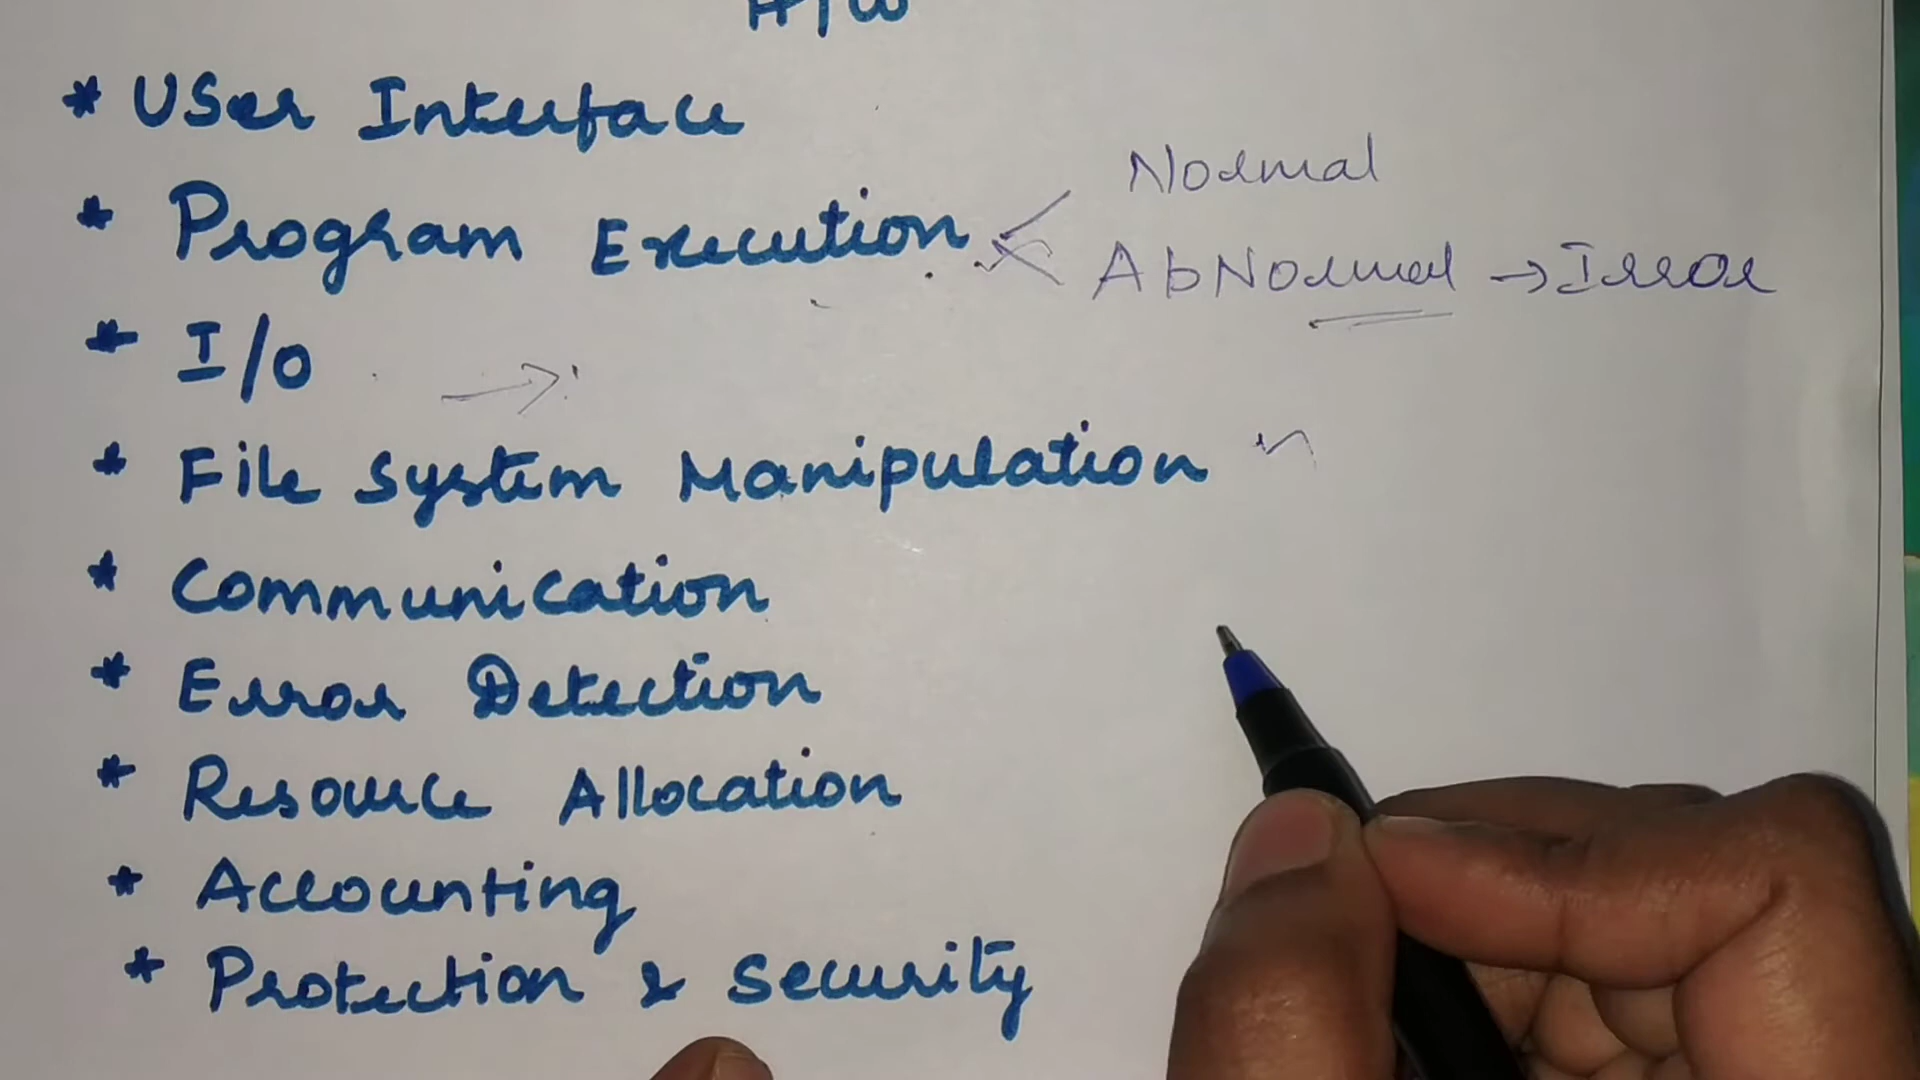 H/W
* USer Interface
* Program Execution
Normal
AbNormal → Error
* I/O →
* File System Manipulation
* Communication
* Error Detection
* Resource Allocation
* Accounting
* Protection & Security